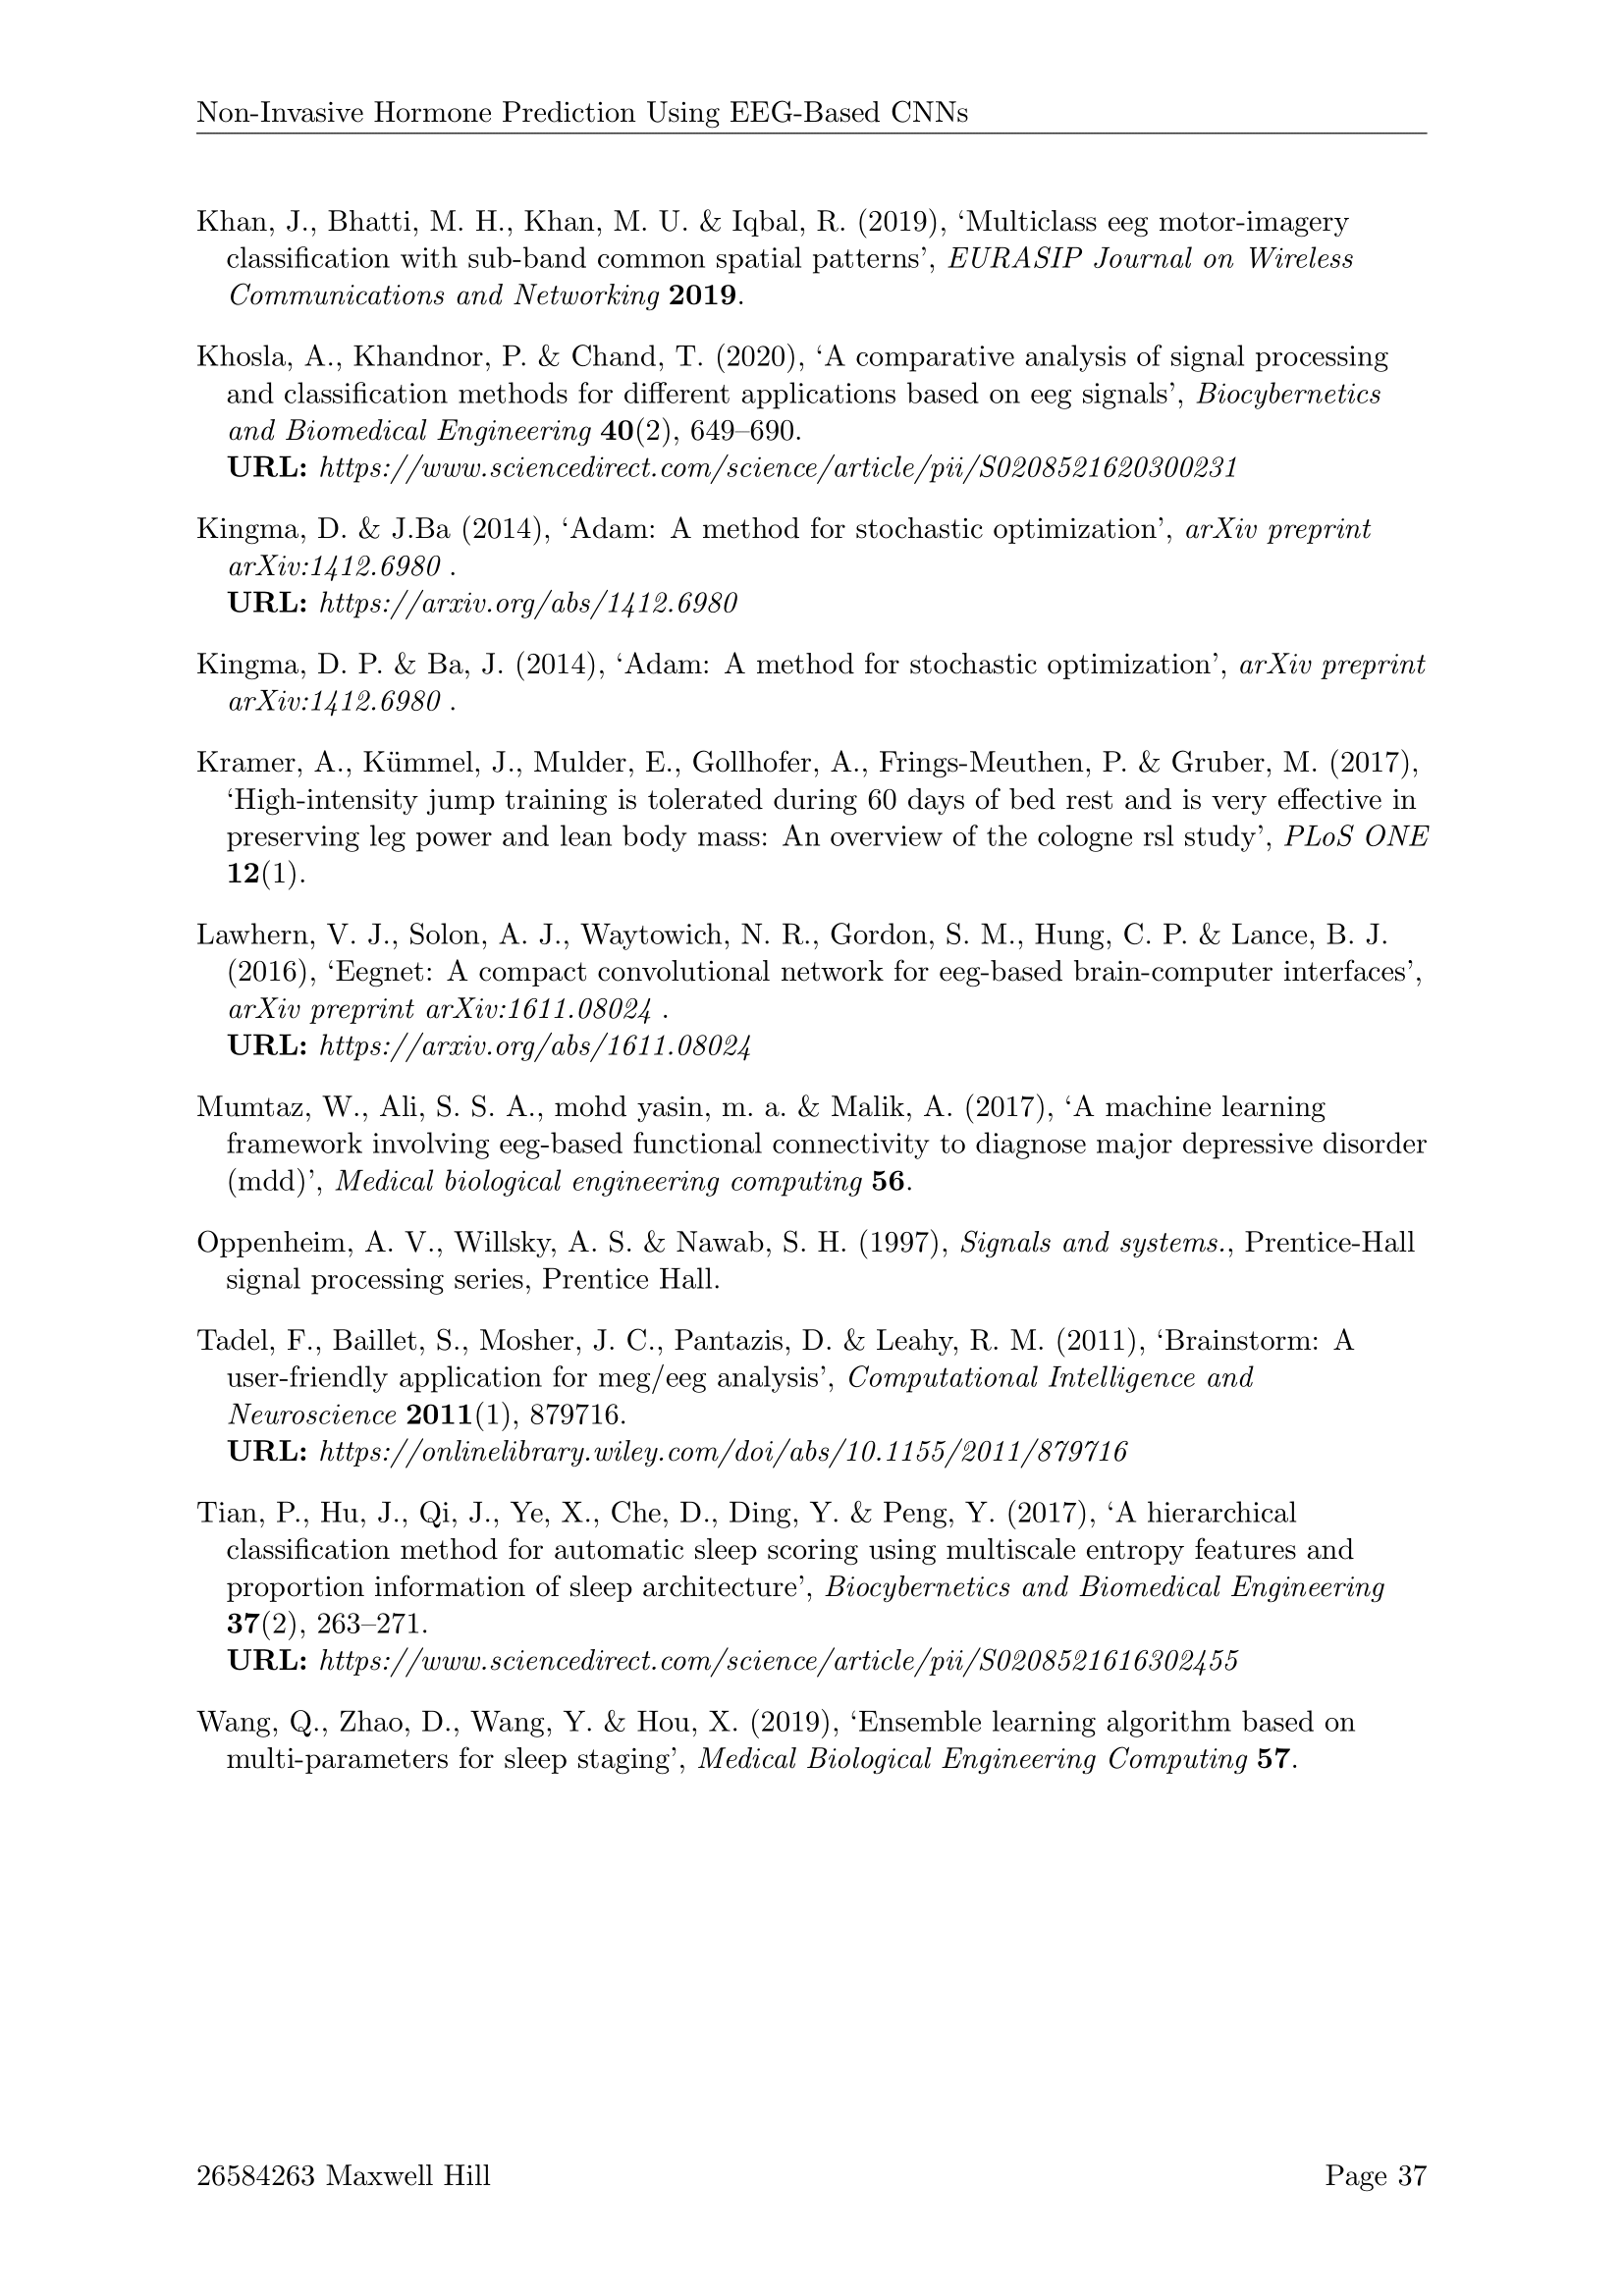 Non-Invasive Hormone Prediction Using EEG-Based CNNs
Khan, J., Bhatti, M. H., Khan, M. U. & Iqbal, R. (2019), ‘Multiclass eeg motor-imagery
classification with sub-band common spatial patterns’, EURASIP Journal on Wireless
Communications and Networking 2019.
Khosla, A., Khandnor, P. & Chand, T. (2020), ‘A comparative analysis of signal processing
and classification methods for different applications based on eeg signals’, Biocybernetics
and Biomedical Engineering 40(2), 649–690.
URL: https://www.sciencedirect.com/science/article/pii/S0208521620300231
Kingma, D. & J.Ba (2014), ‘Adam: A method for stochastic optimization’, arXiv preprint
arXiv:1412.6980 .
URL: https://arxiv.org/abs/1412.6980
Kingma, D. P. & Ba, J. (2014), ‘Adam: A method for stochastic optimization’, arXiv preprint
arXiv:1412.6980 .
Kramer, A., Kümmel, J., Mulder, E., Gollhofer, A., Frings-Meuthen, P. & Gruber, M. (2017),
‘High-intensity jump training is tolerated during 60 days of bed rest and is very effective in
preserving leg power and lean body mass: An overview of the cologne rsl study’, PLoS ONE
12(1).
Lawhern, V. J., Solon, A. J., Waytowich, N. R., Gordon, S. M., Hung, C. P. & Lance, B. J.
(2016), ‘Eegnet: A compact convolutional network for eeg-based brain-computer interfaces’,
arXiv preprint arXiv:1611.08024 .
URL: https://arxiv.org/abs/1611.08024
Mumtaz, W., Ali, S. S. A., mohd yasin, m. a. & Malik, A. (2017), ‘A machine learning
framework involving eeg-based functional connectivity to diagnose major depressive disorder
(mdd)’, Medical biological engineering computing 56.
Oppenheim, A. V., Willsky, A. S. & Nawab, S. H. (1997), Signals and systems., Prentice-Hall
signal processing series, Prentice Hall.
Tadel, F., Baillet, S., Mosher, J. C., Pantazis, D. & Leahy, R. M. (2011), ‘Brainstorm: A
user-friendly application for meg/eeg analysis’, Computational Intelligence and
Neuroscience 2011(1), 879716.
URL: https://onlinelibrary.wiley.com/doi/abs/10.1155/2011/879716
Tian, P., Hu, J., Qi, J., Ye, X., Che, D., Ding, Y. & Peng, Y. (2017), ‘A hierarchical
classification method for automatic sleep scoring using multiscale entropy features and
proportion information of sleep architecture’, Biocybernetics and Biomedical Engineering
37(2), 263–271.
URL: https://www.sciencedirect.com/science/article/pii/S0208521616302455
Wang, Q., Zhao, D., Wang, Y. & Hou, X. (2019), ‘Ensemble learning algorithm based on
multi-parameters for sleep staging’, Medical Biological Engineering Computing 57.
26584263 Maxwell Hill
Page 37